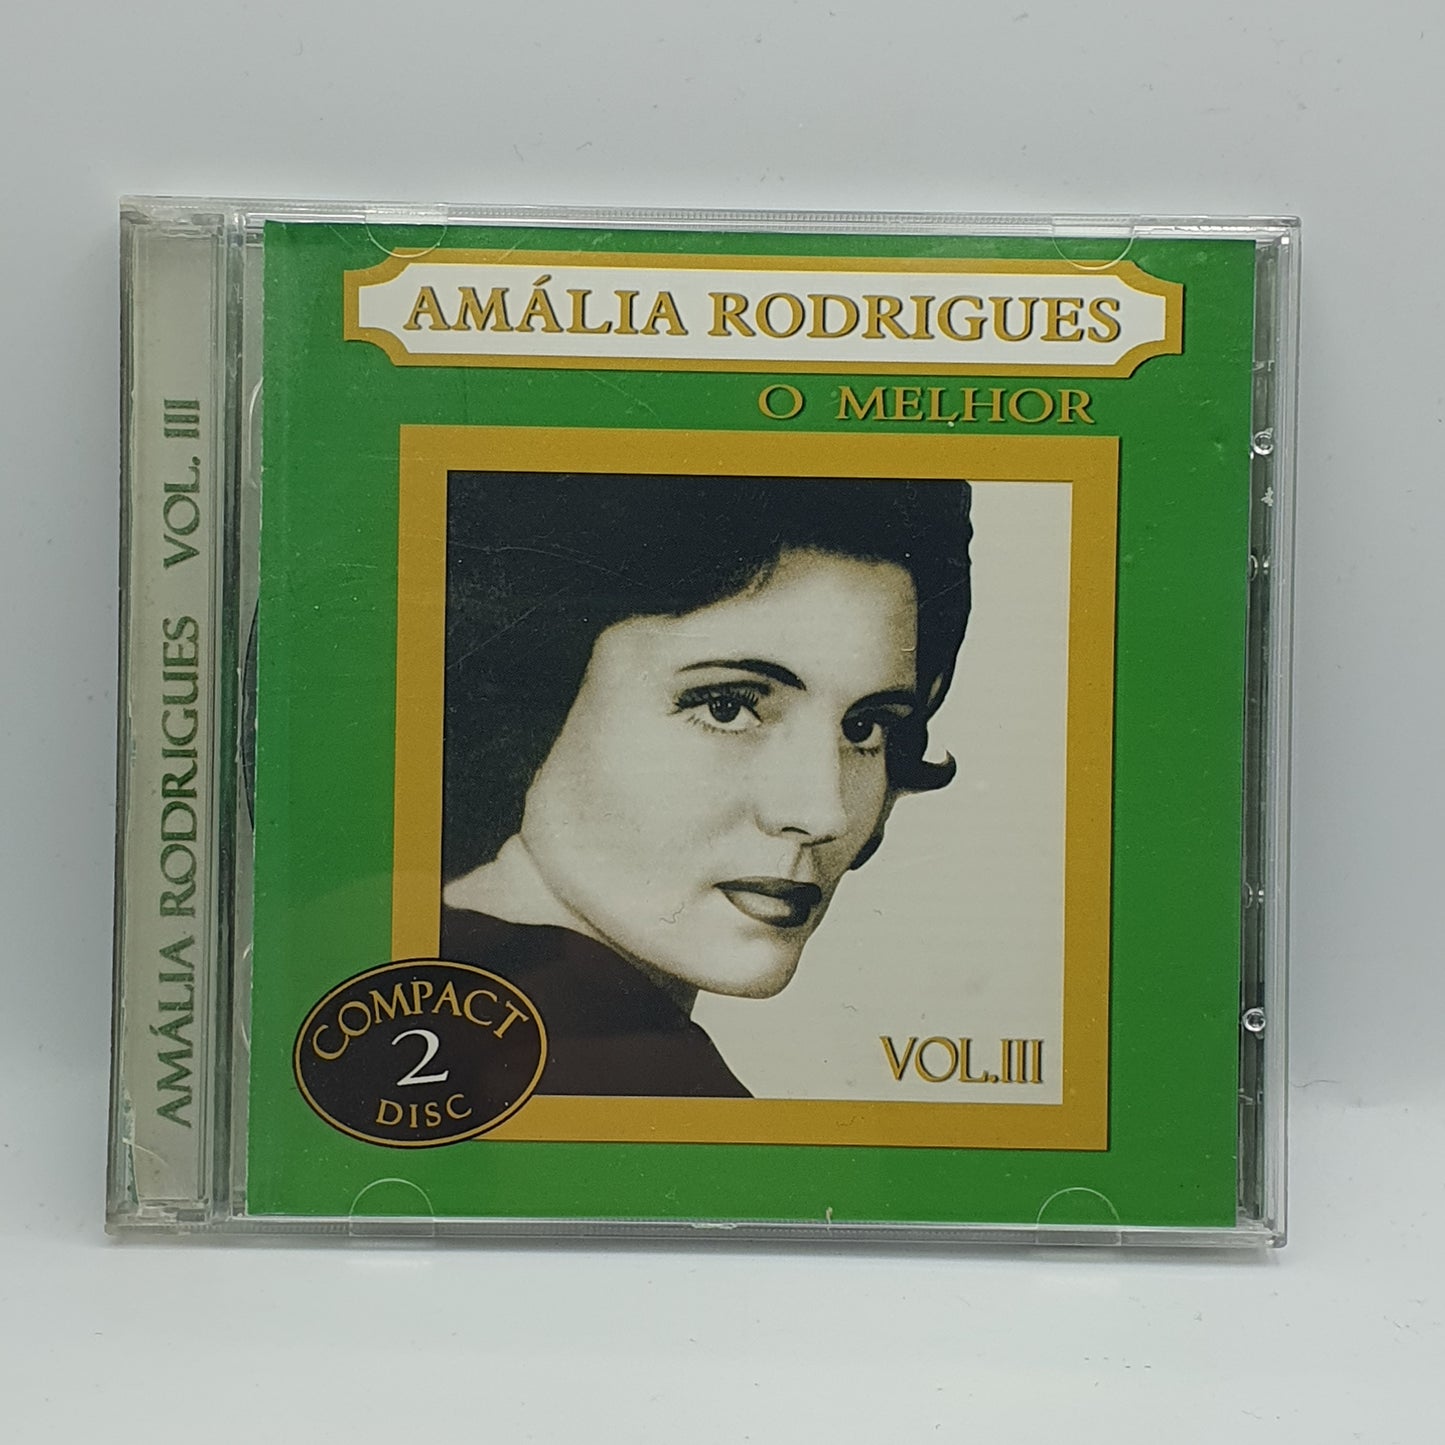 AMÁLIA RODRIGUES VOL. III
AMÁLIA RODRIGUES
O MELHOR
COMPACT
2
DISC
VOL.III